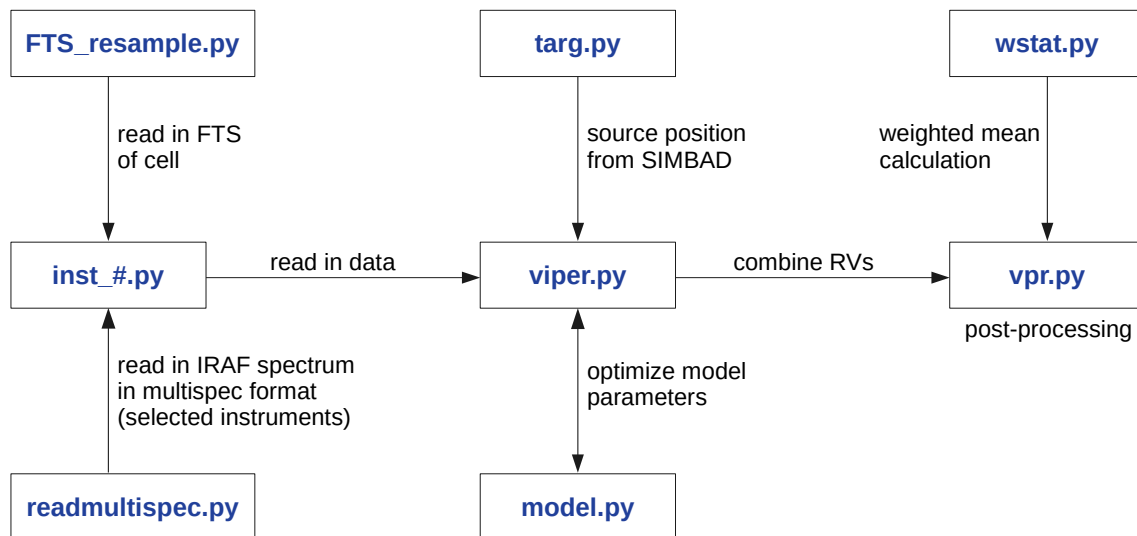 FTS_resample.py
targ.py
wstat.py
read in FTS
of cell
source position
from SIMBAD
weighted mean
calculation
inst_#.py
read in data
viper.py
combine RVs
vpr.py
post-processing
read in IRAF spectrum
in multispec format
(selected instruments)
optimize model
parameters
readmultispec.py
model.py